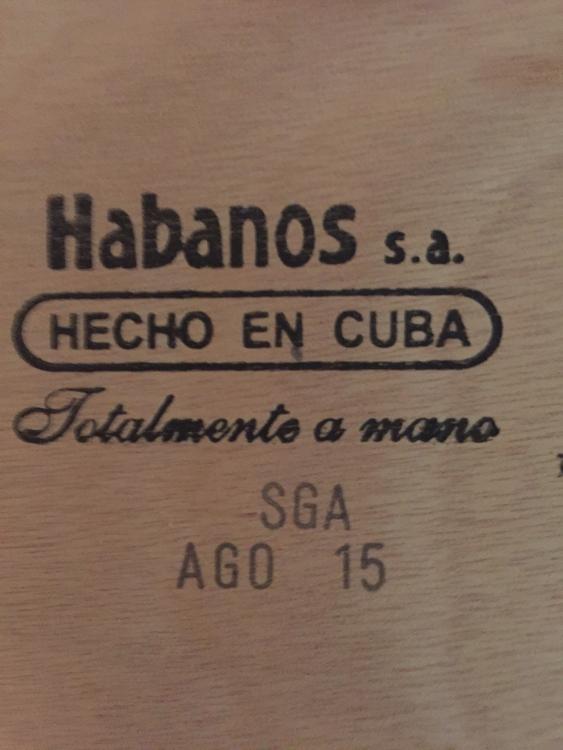 Habanos s.a.
HECHO EN CUBA
Totalmente a mano
SGA
AGO 15